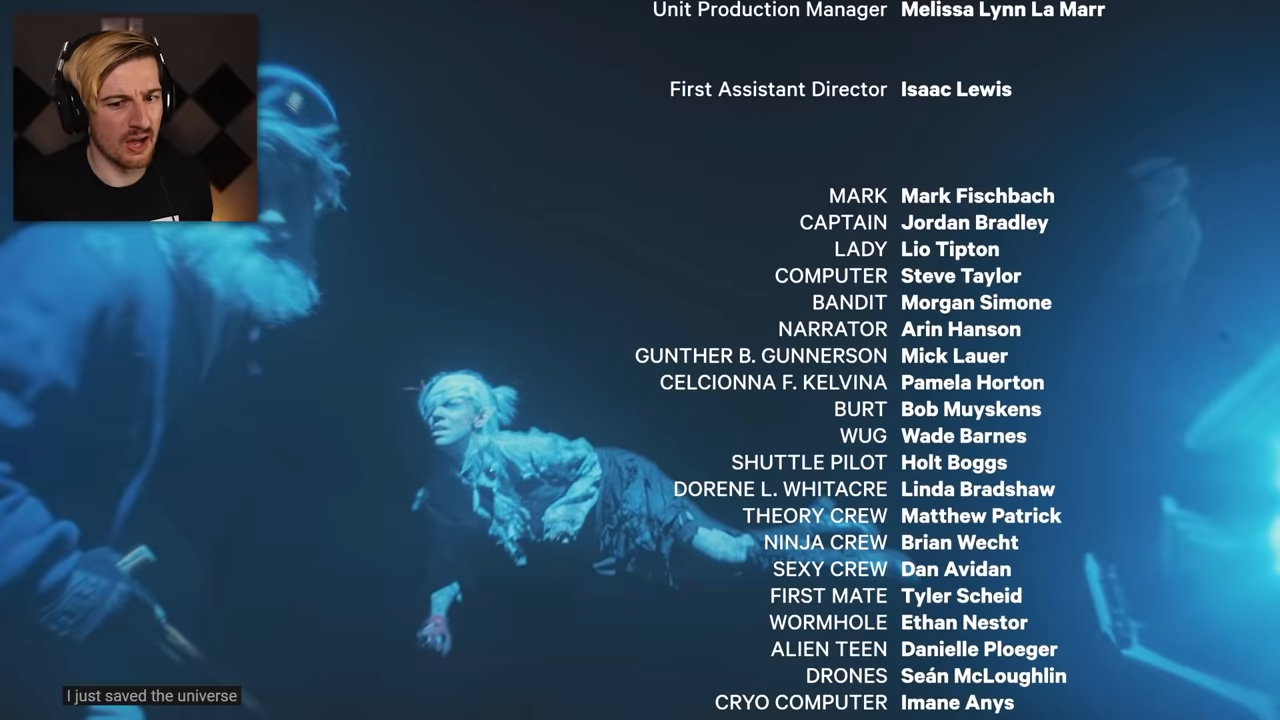 Unit Production Manager Melissa Lynn La Marr
First Assistant Director Isaac Lewis
MARK Mark Fischbach
CAPTAIN Jordan Bradley
LADY Lio Tipton
COMPUTER Steve Taylor
BANDIT Morgan Simone
NARRATOR Arin Hanson
GUNTHER B. GUNNERSON Mick Lauer
CELCIONNA F. KELVINA Pamela Horton
BURT Bob Muyskens
WUG Wade Barnes
SHUTTLE PILOT Holt Boggs
DORENE L. WHITACRE Linda Bradshaw
THEORY CREW Matthew Patrick
NINJA CREW Brian Wecht
SEXY CREW Dan Avidan
FIRST MATE Tyler Scheid
WORMHOLE Ethan Nestor
ALIEN TEEN Danielle Ploeger
DRONES Seán McLoughlin
CRYO COMPUTER Imane Anys
I just saved the universe